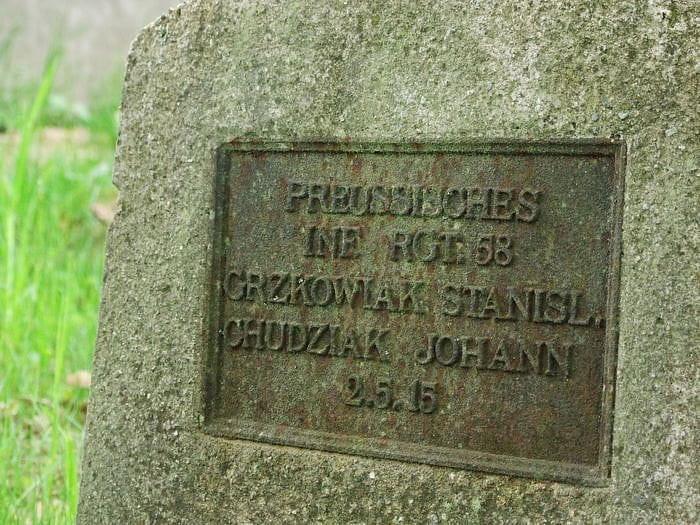 PREUSSISCHES
INF. RGT. 58
GRZKOWIAK STANISL.
CHUDZIAK JOHANN
2.5.15